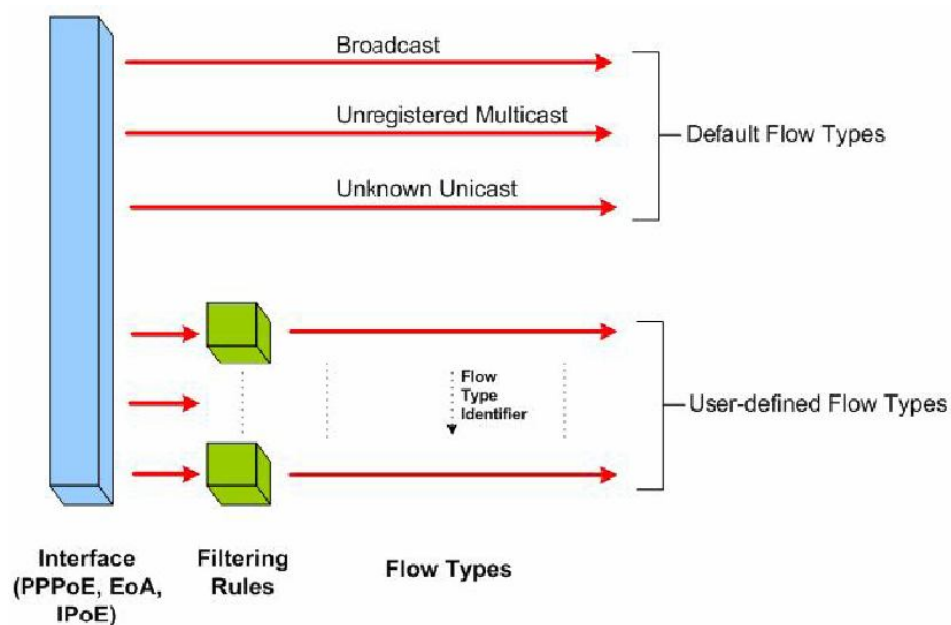 Broadcast
Unregistered Multicast
Default Flow Types
Unknown Unicast
Flow
Type
Identifier
User-defined Flow Types
Interface
(PPPoE, EoA,
IPoE)
Filtering
Rules
Flow Types